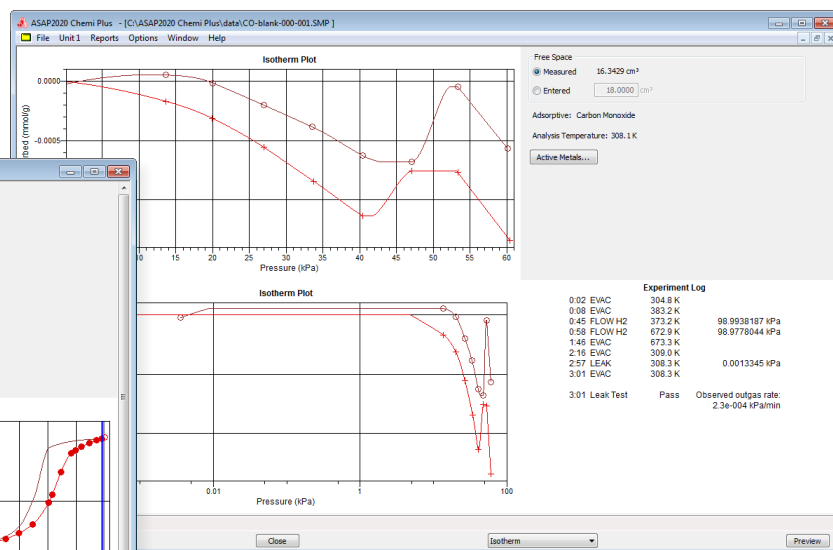 ASAP2020 Chemi Plus - [C:\ASAP2020 Chemi Plus\data\CO-blank-000-001.SMP ]
File Unit 1 Reports Options Window Help
Isotherm Plot
0.0000
-0.0005
10 15 20 25 30 35 40 45 50 55 60
Pressure (kPa)
Free Space
Measured 16.3429 cm³
Entered 18.0000 cm³
Adsorptive: Carbon Monoxide
Analysis Temperature: 308.1 K
Active Metals...
Isotherm Plot
0.01 1 100
Pressure (kPa)
Experiment Log
0:02 EVAC 304.8 K
0:08 EVAC 383.2 K
0:45 FLOW H2 373.2 K 98.9938187 kPa
0:58 FLOW H2 672.9 K 98.9778044 kPa
1:46 EVAC 673.3 K
2:16 EVAC 309.0 K
2:57 LEAK 308.3 K 0.0013345 kPa
3:01 EVAC 308.3 K
3:01 Leak Test Pass Observed outgas rate:
2.3e-004 kPa/min
Close Isotherm Preview